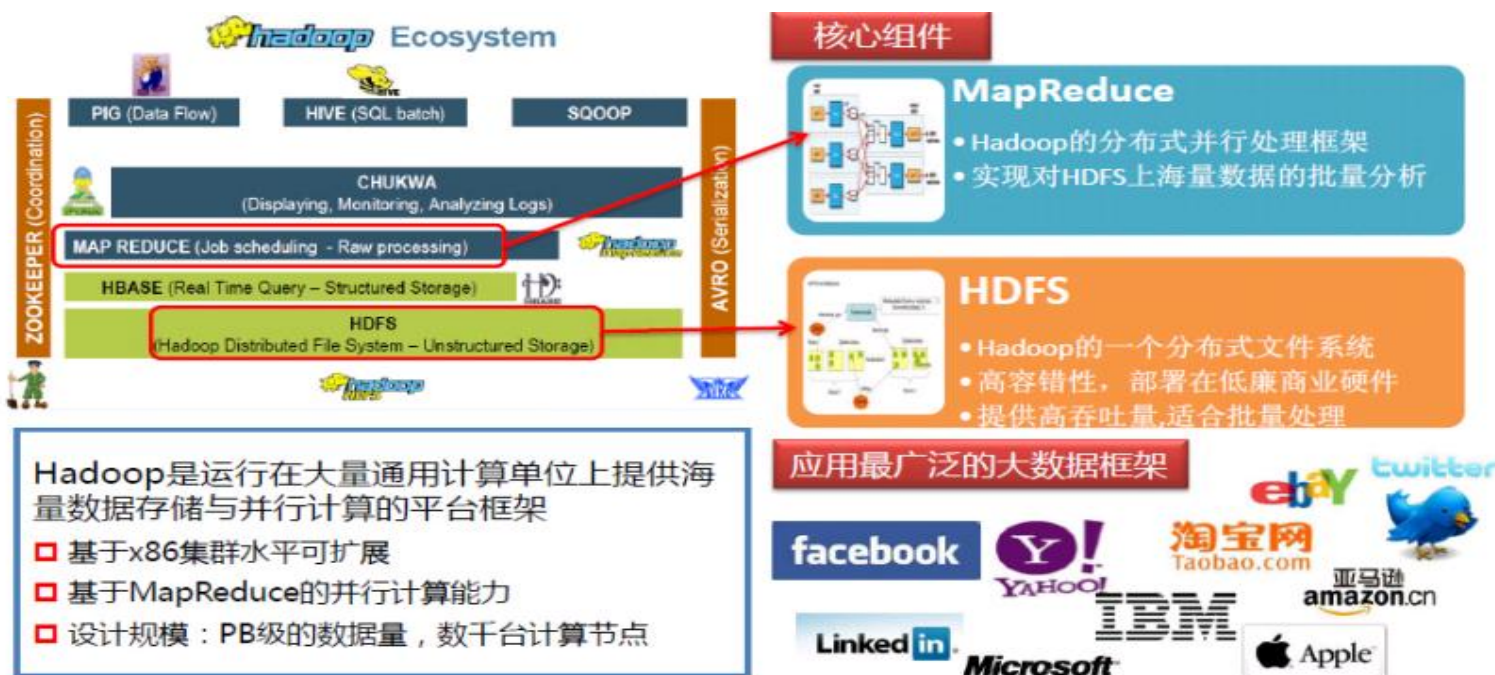 hadoop Ecosystem
PIG (Data Flow)
HIVE (SQL batch)
SQOOP
ZOOKEEPER (Coordination)
AVRO (Serialization)
CHUKWA
(Displaying, Monitoring, Analyzing Logs)
MAP REDUCE (Job scheduling - Raw processing)
HBASE (Real Time Query – Structured Storage)
HDFS
(Hadoop Distributed File System – Unstructured Storage)
核心组件
MapReduce
•Hadoop的分布式并行处理框架
•实现对HDFS上海量数据的批量分析
HDFS
•Hadoop的一个分布式文件系统
•高容错性，部署在低廉商业硬件
•提供高吞吐量,适合批量处理
Hadoop是运行在大量通用计算单位上提供海
量数据存储与并行计算的平台框架
基于x86集群水平可扩展
基于MapReduce的并行计算能力
设计规模：PB级的数据量，数千台计算节点
应用最广泛的大数据框架
ebay
twitter
facebook
Y!
YAHOO!
淘宝网
Taobao.com
亚马逊
amazon.cn
IBM
Linked in
Microsoft
Apple